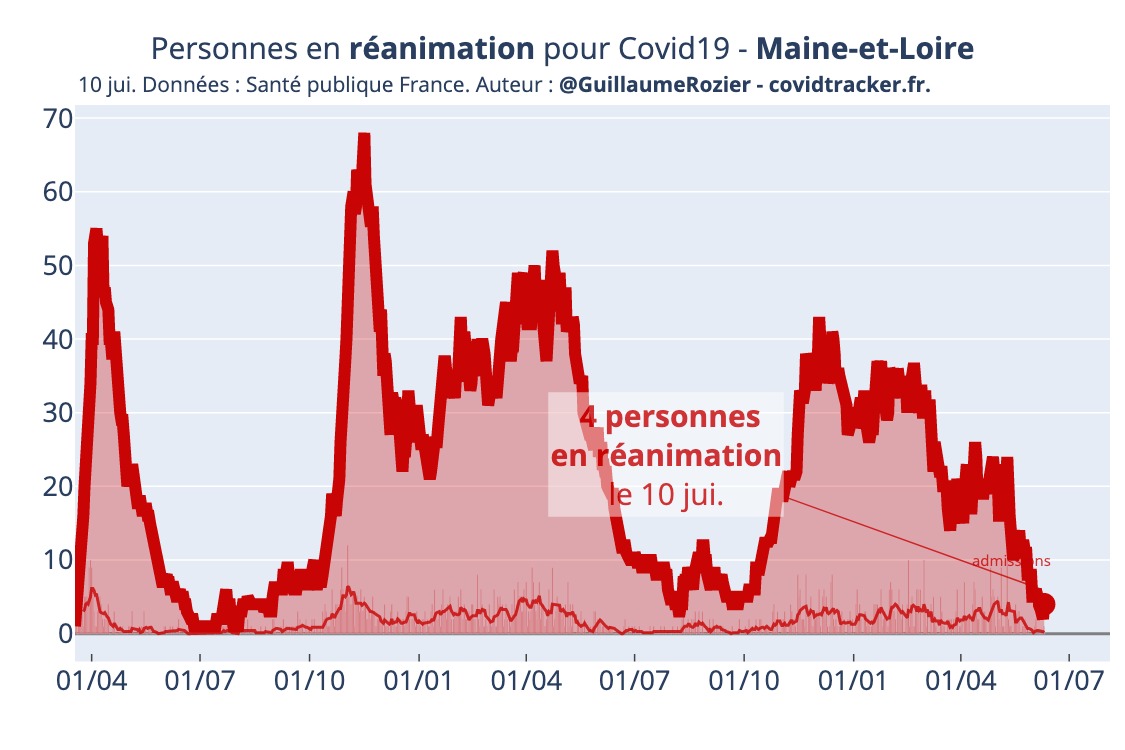 Personnes en réanimation pour Covid19 - Maine-et-Loire
10 jui. Données : Santé publique France. Auteur : @GuillaumeRozier - covidtracker.fr.
70
60
50
40
30
20
10
0
4 personnes
en réanimation
le 10 jui.
admissions
01/04 01/07 01/10 01/01 01/04 01/07 01/10 01/01 01/04 01/07